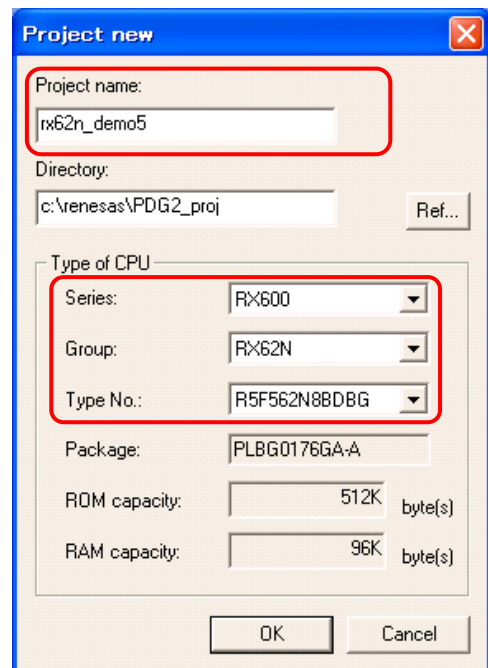 Project new
Project name:
rx62n_demo5
Directory:
c:\renesas\PDG2_proj
Ref...
Type of CPU
Series: RX600
Group: RX62N
Type No.: R5F562N8BDBG
Package: PLBG0176GA-A
ROM capacity: 512K byte(s)
RAM capacity: 96K byte(s)
OK Cancel